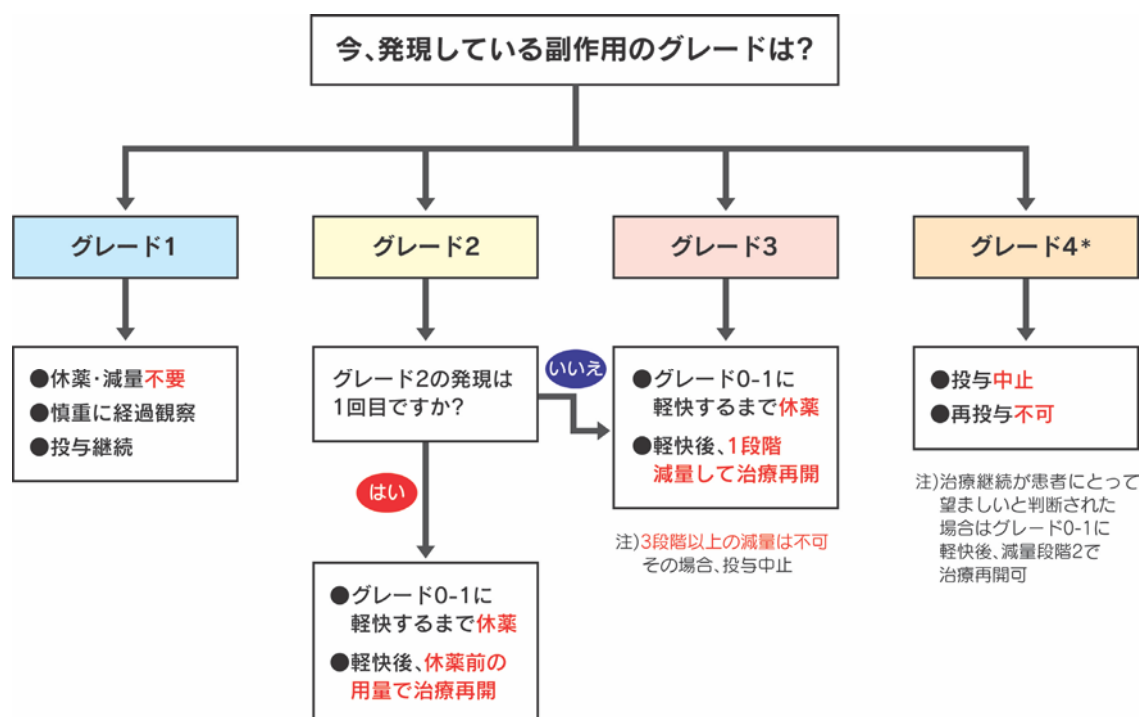 今、発現している副作用のグレードは?
グレード1
グレード2
グレード3
グレード4*
●休薬・減量不要
●慎重に経過観察
●投与継続
グレード2の発現は
1回目ですか?
いいえ
はい
●グレード0-1に
軽快するまで休薬
●軽快後、休薬前の
用量で治療再開
●グレード0-1に
軽快するまで休薬
●軽快後、1段階
減量して治療再開
注)3段階以上の減量は不可
その場合、投与中止
●投与中止
●再投与不可
注)治療継続が患者にとって
望ましいと判断された
場合はグレード0-1に
軽快後、減量段階2で
治療再開可